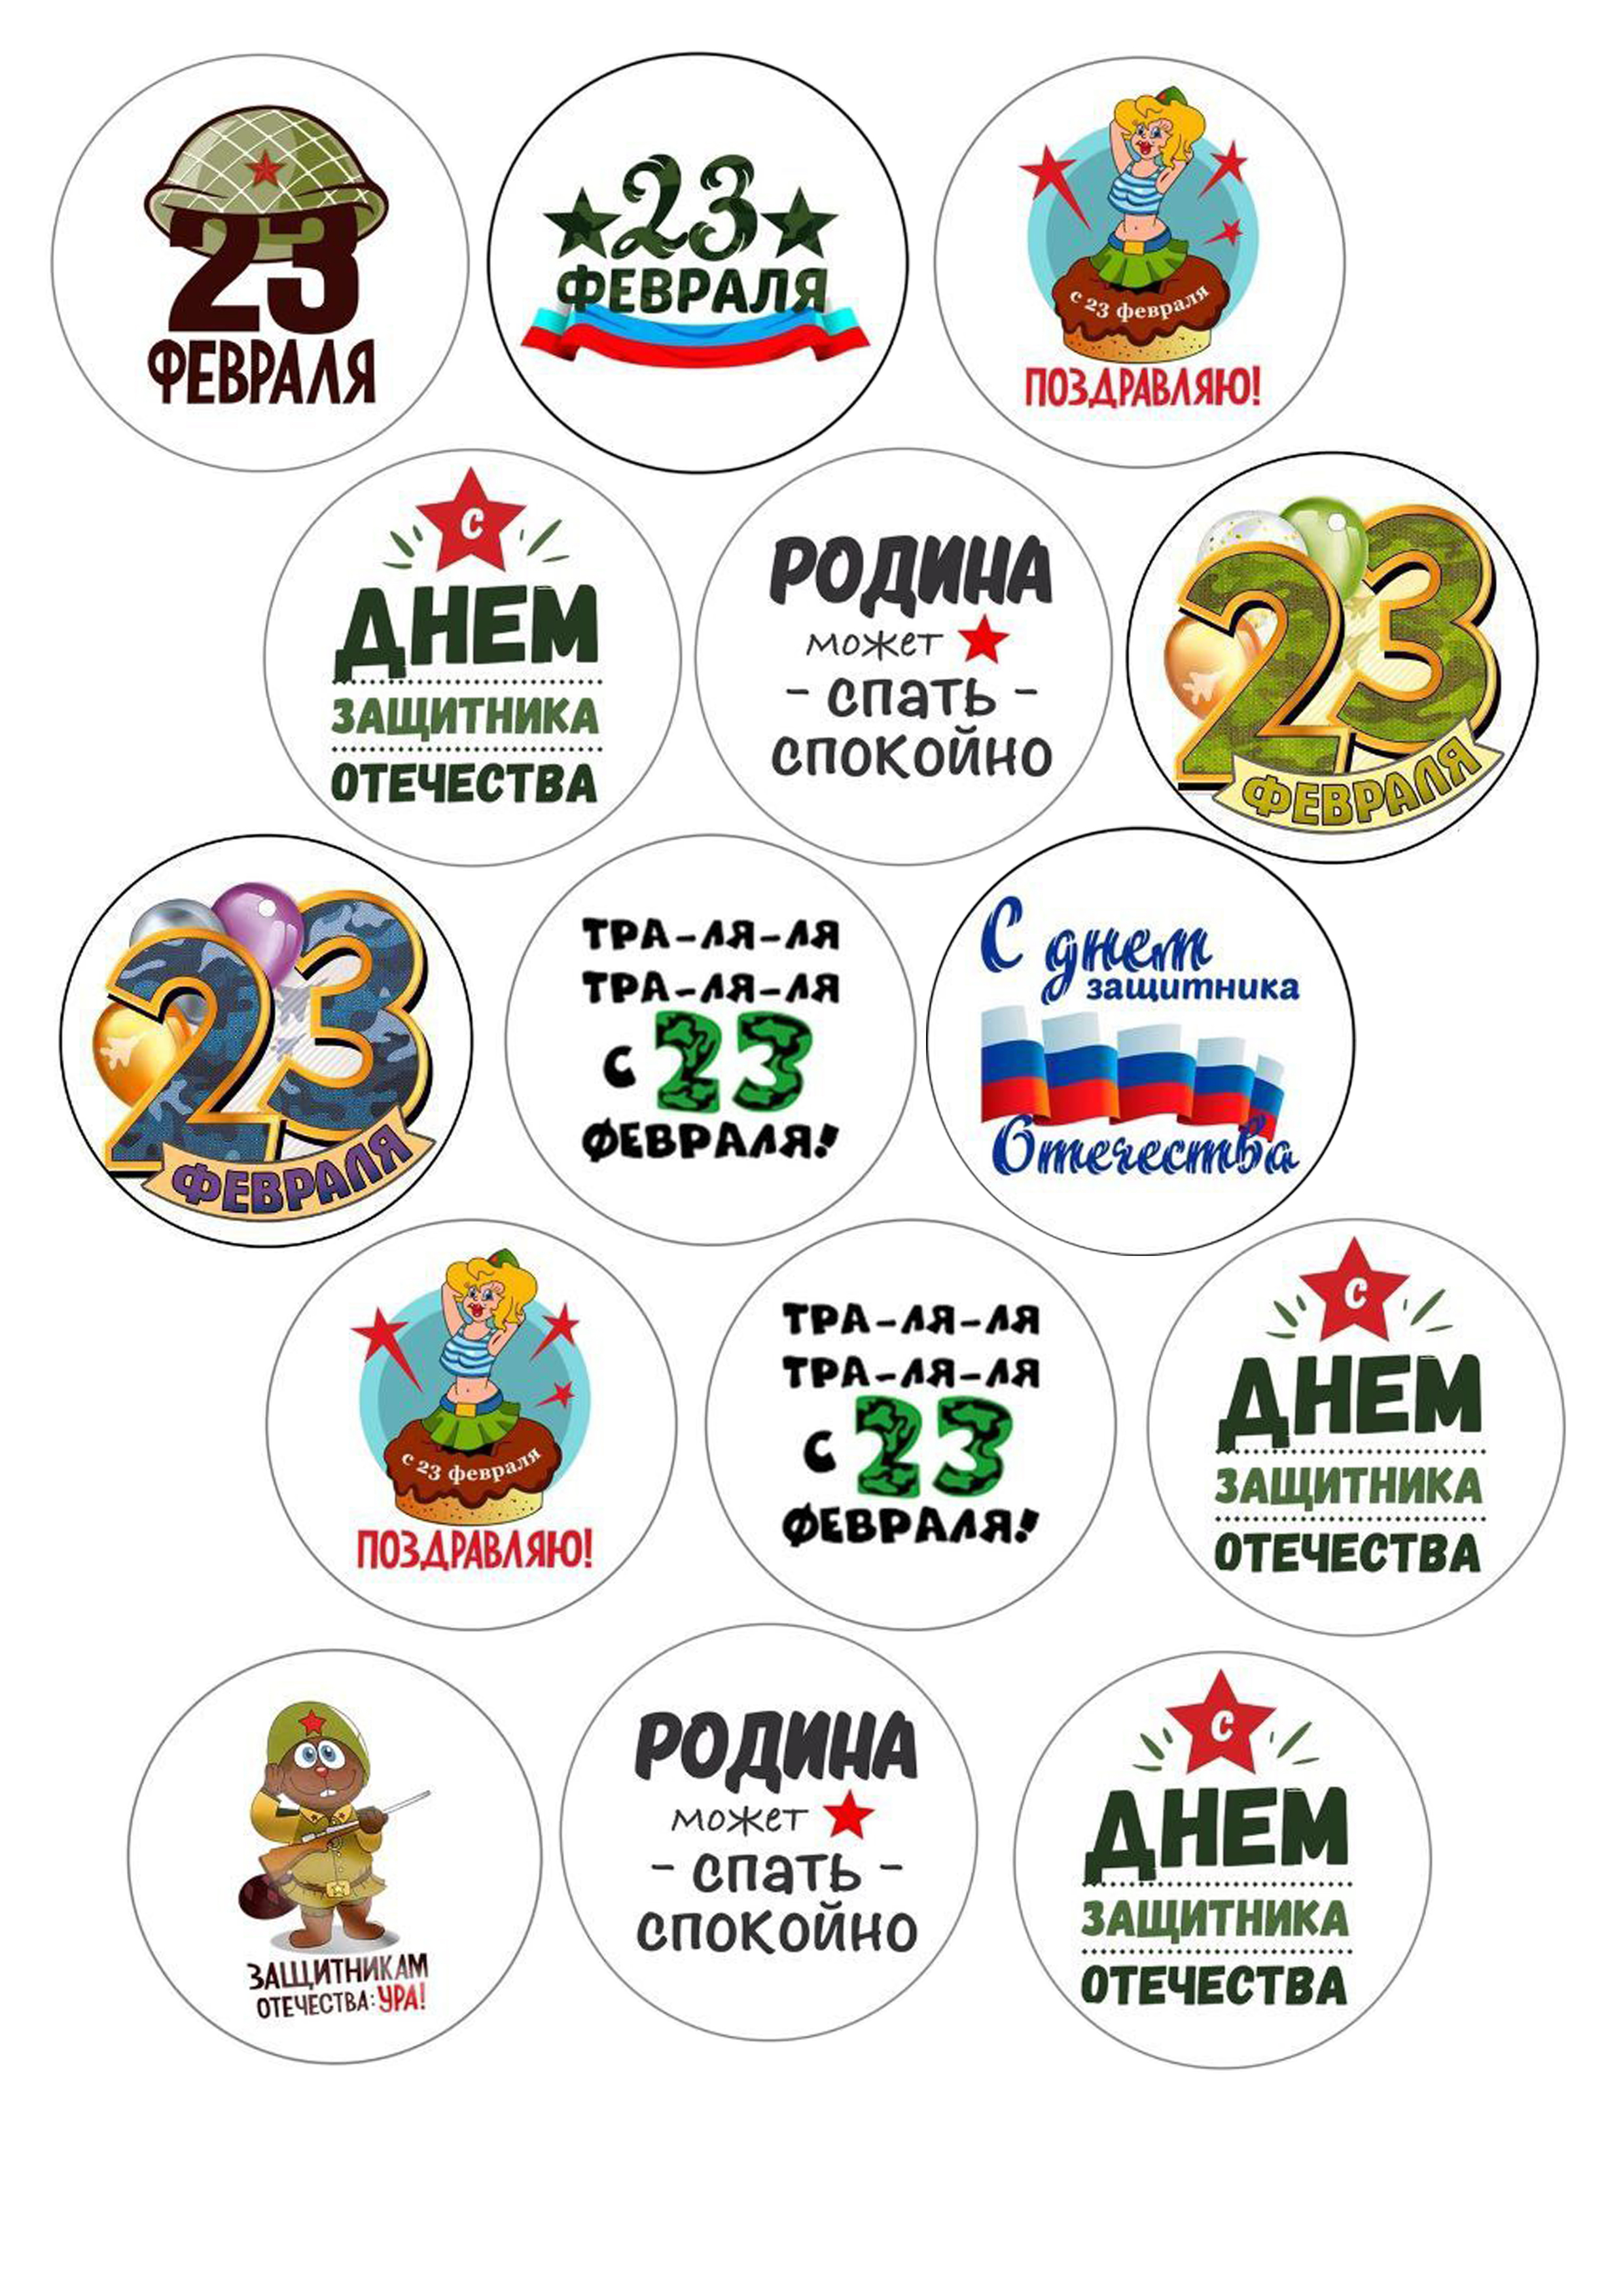 23
ФЕВРАЛЯ
23
ФЕВРАЛЯ
с 23 февраля
ПОЗДРАВЛЯЮ!
С
ДНЕМ
ЗАЩИТНИКА
ОТЕЧЕСТВА
РОДИНА
может
- спать -
спокойно
23
ФЕВРАЛЯ
23
ФЕВРАЛЯ
ТРА-ЛЯ-ЛЯ
ТРА-ЛЯ-ЛЯ
С 23
ФЕВРАЛЯ!
С днем
защитника
Отечества
с 23 февраля
ПОЗДРАВЛЯЮ!
ТРА-ЛЯ-ЛЯ
ТРА-ЛЯ-ЛЯ
С 23
ФЕВРАЛЯ!
С
ДНЕМ
ЗАЩИТНИКА
ОТЕЧЕСТВА
ЗАЩИТНИКАМ
ОТЕЧЕСТВА: УРА!
РОДИНА
может
- спать -
спокойно
С
ДНЕМ
ЗАЩИТНИКА
ОТЕЧЕСТВА